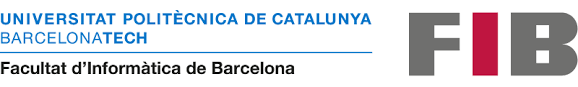 UNIVERSITAT POLITÈCNICA DE CATALUNYA
BARCELONATECH
Facultat d'Informàtica de Barcelona
FIB